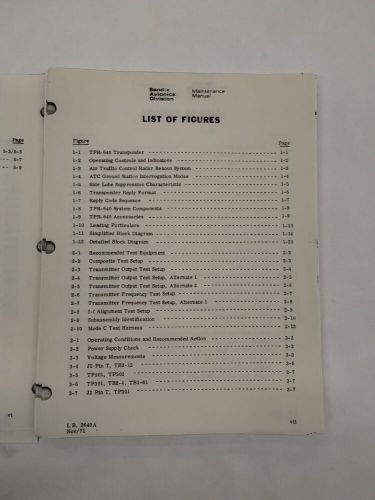 Page
5-3/5-5
5-7
5-9
vi
Bendix
Avionics
Division
Maintenance
Manual
LIST OF FIGURES
Figure Page
1-1 TPR-640 Transponder 1-1
1-2 Operating Controls and Indicators 1-2
1-3 Air Traffic Control Radar Beacon System 1-3
1-4 ATC Ground Station Interrogation Modes 1-4
1-5 Side Lobe Suppression Characteristic 1-5
1-6 Transponder Reply Format 1-6
1-7 Reply Code Sequence 1-7
1-8 TPR-640 System Components 1-9
1-9 TPR-640 Accessories 1-9
1-10 Leading Particulars 1-13
1-11 Simplified Block Diagram 1-14
1-12 Detailed Block Diagram 1-21
2-1 Recommended Test Equipment 2-2
2-2 Composite Test Setup 2-3
2-3 Transmitter Output Test Setup 2-4
2-4 Transmitter Output Test Setup, Alternate 1 2-5
2-5 Transmitter Output Test Setup, Alternate 2 2-6
2-6 Transmitter Frequency Test Setup 2-7
2-7 Transmitter Frequency Test Setup, Alternate 1 2-8
2-8 I-f Alignment Test Setup 2-9
2-9 Subassembly Identification 2-10
2-10 Mode C Test Harness 2-12
3-1 Operating Conditions and Recommended Action 3-2
3-2 Power Supply Check 3-2
3-3 Voltage Measurements 3-3
3-4 J2 Pin T, TB2-12 3-6
3-5 TP301, TP302 3-7
3-6 TP301, TB2-4, TB1-61 3-7
3-7 J2 Pin T, TP301 3-7
I.B. 2640A
Nov/71
vii